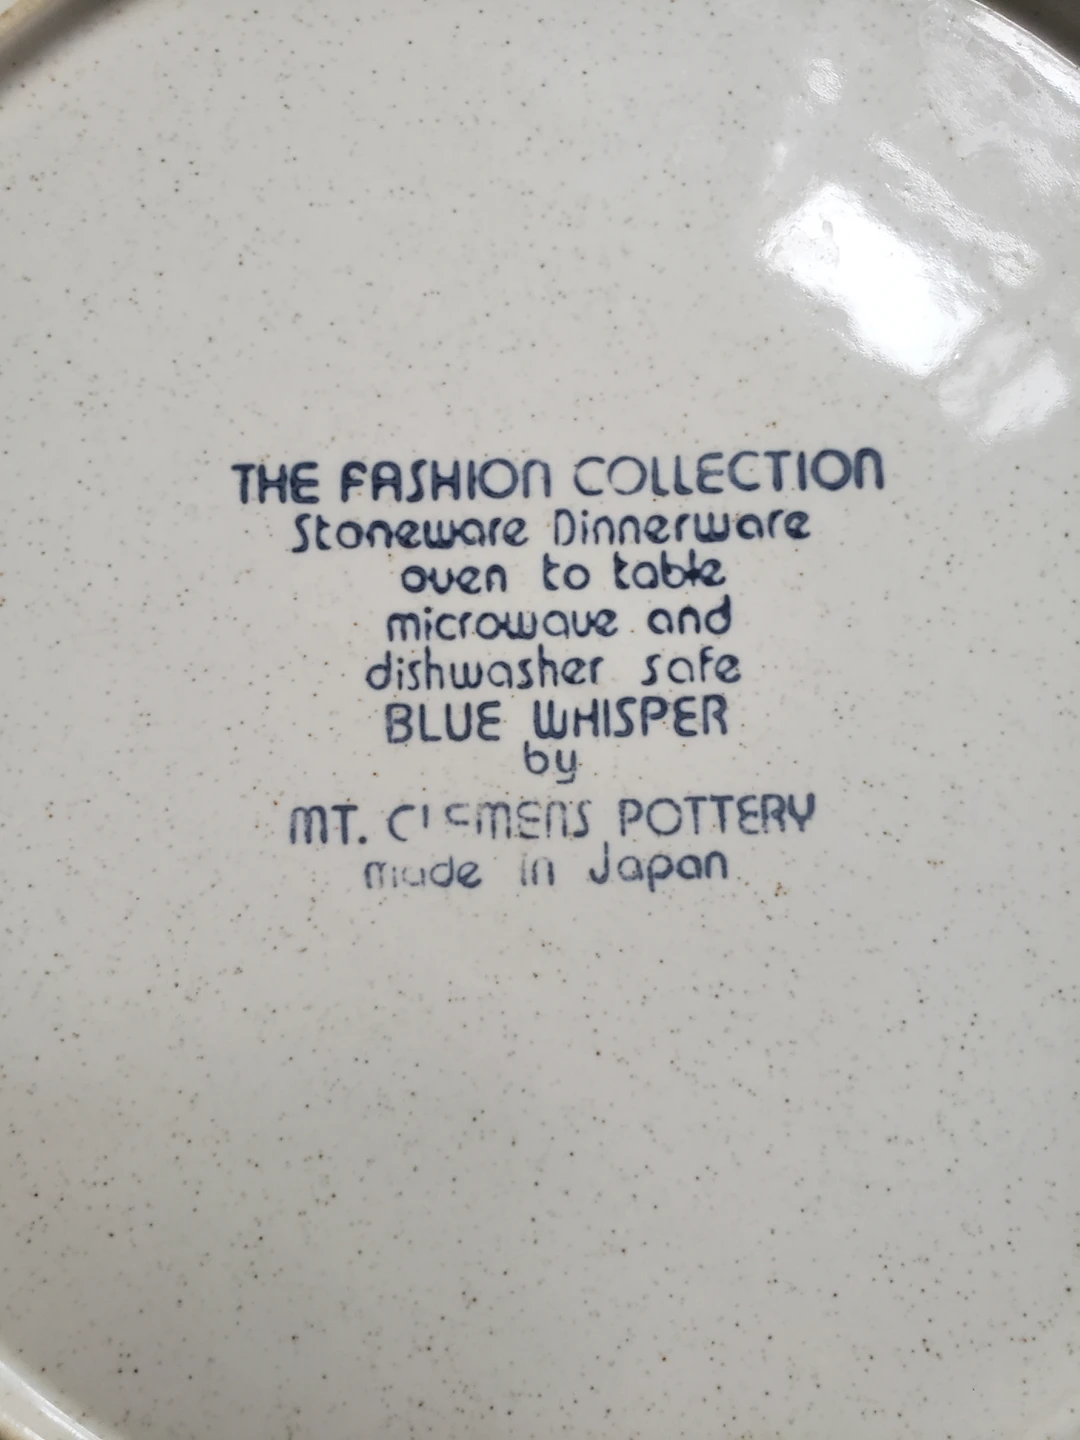 THE FASHION COLLECTION
Stoneware Dinnerware
oven to table
microwave and
dishwasher safe
BLUE WHISPER
by
MT. CLEMENS POTTERY
made in Japan